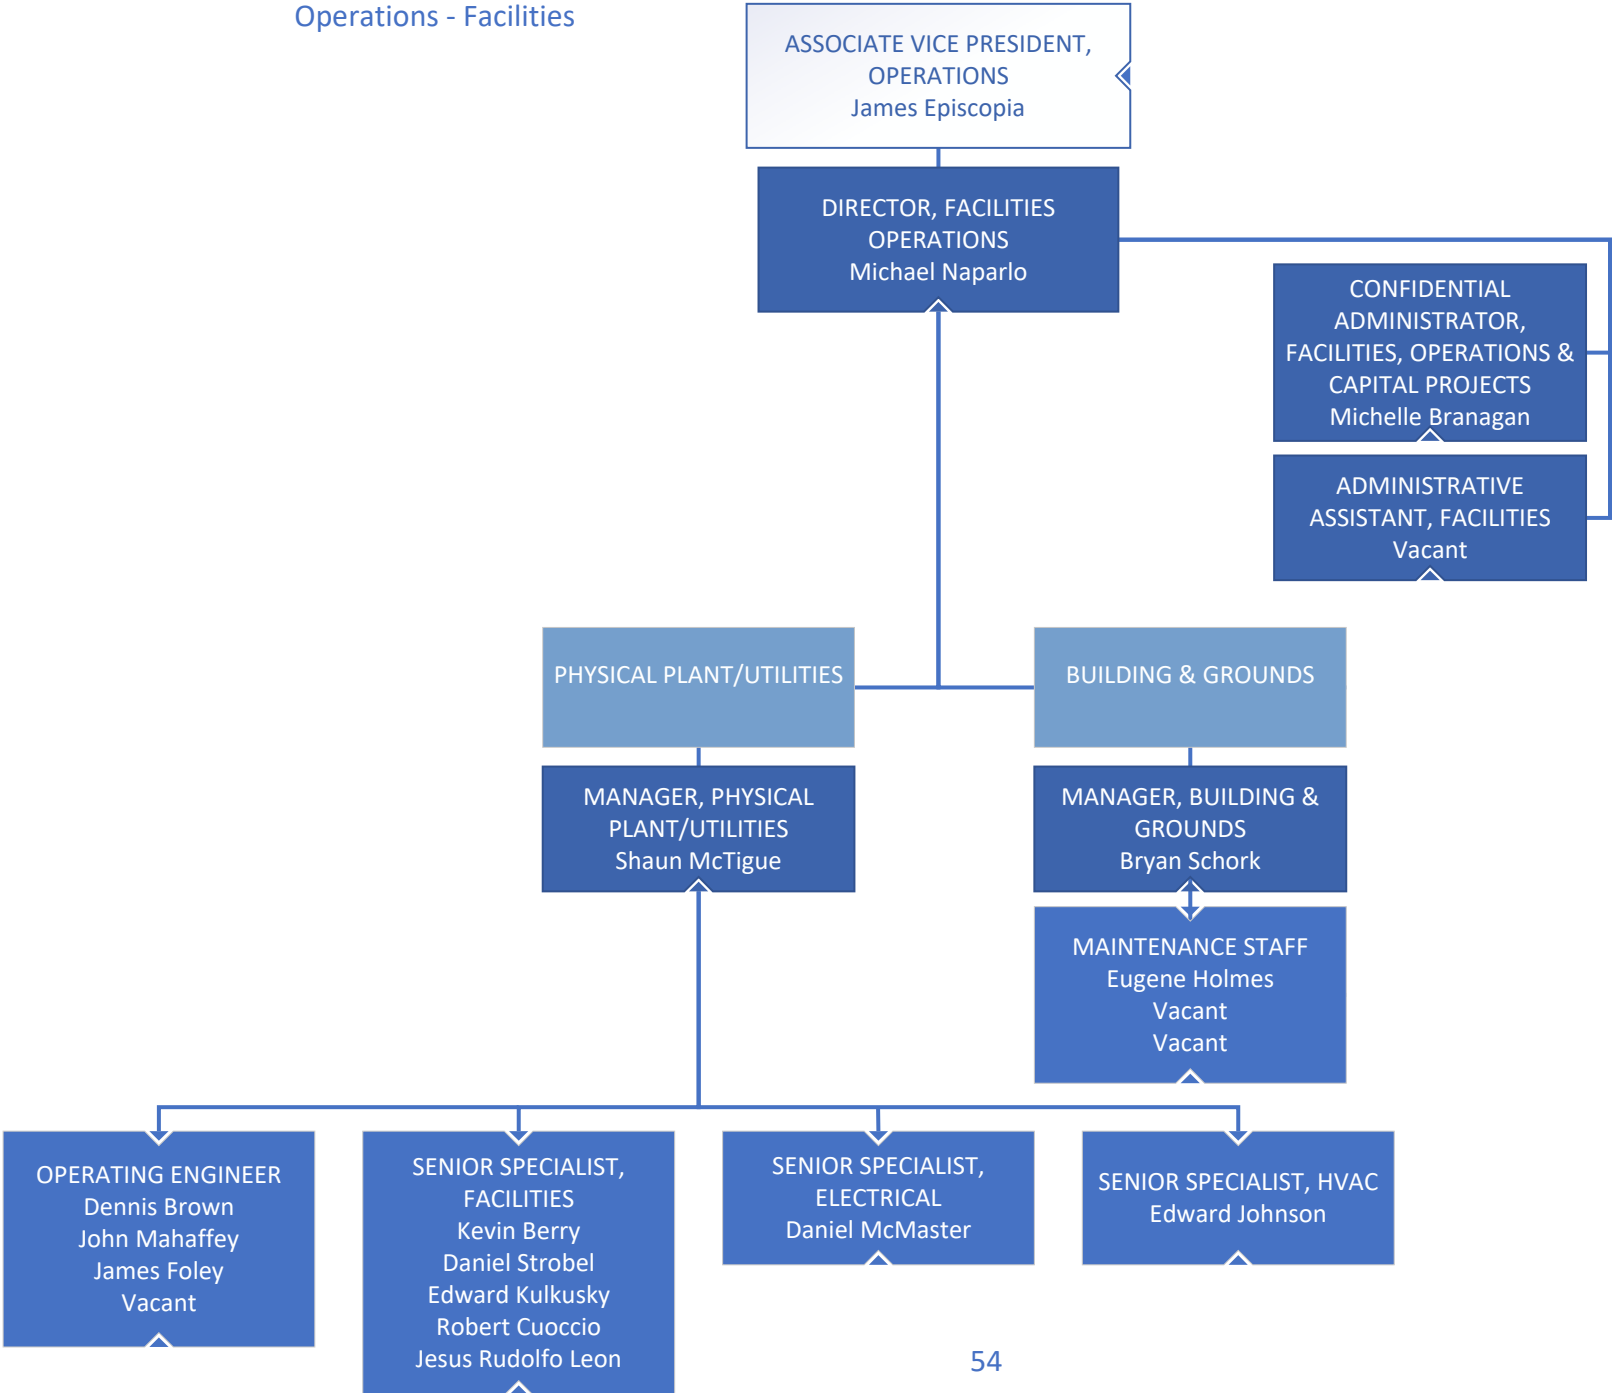 Operations - Facilities
ASSOCIATE VICE PRESIDENT,
OPERATIONS
James Episcopia
DIRECTOR, FACILITIES
OPERATIONS
Michael Naparlo
CONFIDENTIAL
ADMINISTRATOR,
FACILITIES, OPERATIONS &
CAPITAL PROJECTS
Michelle Branagan
ADMINISTRATIVE
ASSISTANT, FACILITIES
Vacant
PHYSICAL PLANT/UTILITIES
BUILDING & GROUNDS
MANAGER, PHYSICAL
PLANT/UTILITIES
Shaun McTigue
MANAGER, BUILDING &
GROUNDS
Bryan Schork
MAINTENANCE STAFF
Eugene Holmes
Vacant
Vacant
OPERATING ENGINEER
Dennis Brown
John Mahaffey
James Foley
Vacant
SENIOR SPECIALIST,
FACILITIES
Kevin Berry
Daniel Strobel
Edward Kulkusky
Robert Cuoccio
Jesus Rudolfo Leon
SENIOR SPECIALIST,
ELECTRICAL
Daniel McMaster
SENIOR SPECIALIST, HVAC
Edward Johnson
54